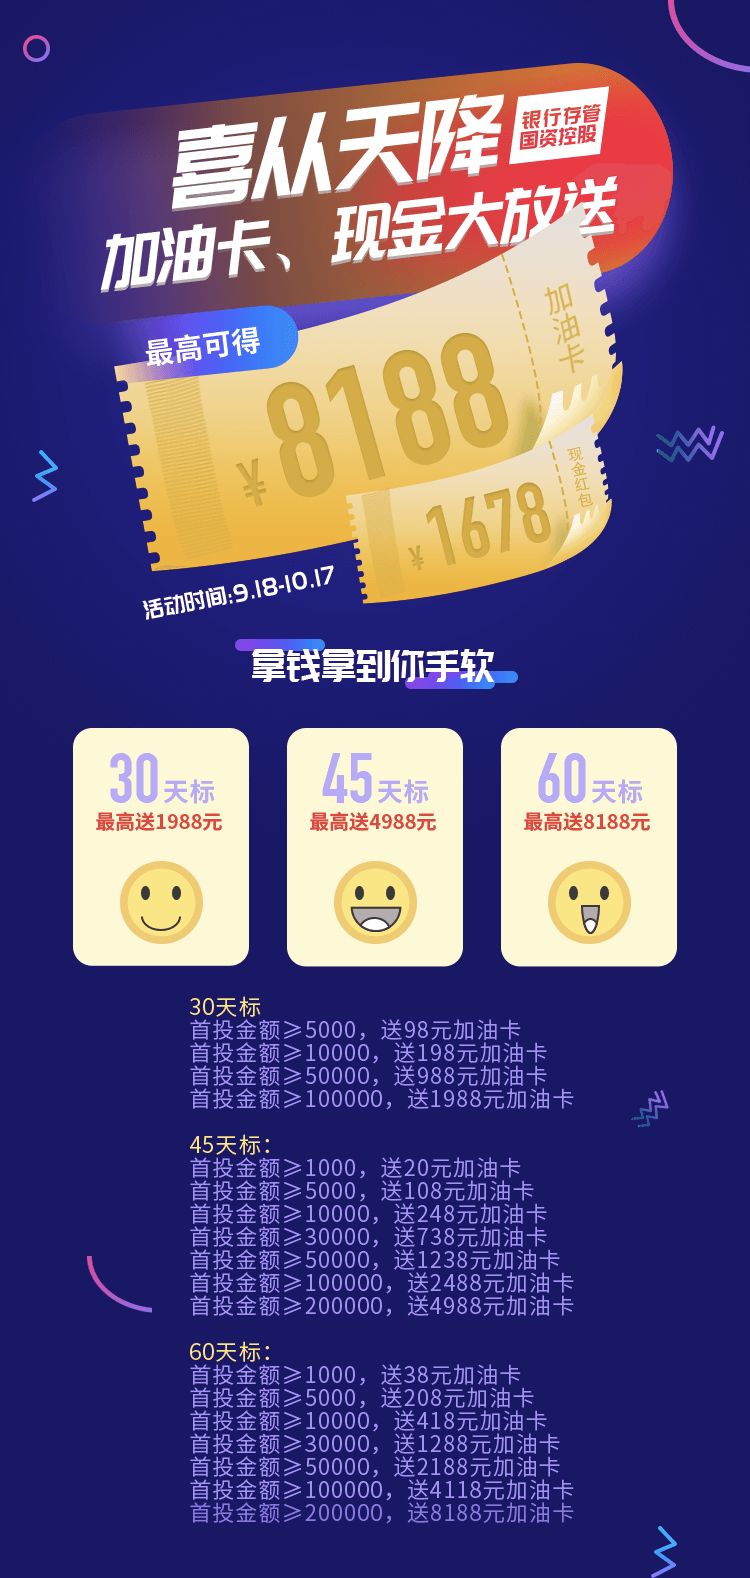 喜从天降
银行存管
国资控股
加油卡、现金大放送
最高可得
加油卡
¥8188
现金红包
¥1678
活动时间:9.18-10.17
拿钱拿到你手软
30天标
最高送1988元
45天标
最高送4988元
60天标
最高送8188元
30天标
首投金额≥5000，送98元加油卡
首投金额≥10000，送198元加油卡
首投金额≥50000，送988元加油卡
首投金额≥100000，送1988元加油卡
45天标：
首投金额≥1000，送20元加油卡
首投金额≥5000，送108元加油卡
首投金额≥10000，送248元加油卡
首投金额≥30000，送738元加油卡
首投金额≥50000，送1238元加油卡
首投金额≥100000，送2488元加油卡
首投金额≥200000，送4988元加油卡
60天标：
首投金额≥1000，送38元加油卡
首投金额≥5000，送208元加油卡
首投金额≥10000，送418元加油卡
首投金额≥30000，送1288元加油卡
首投金额≥50000，送2188元加油卡
首投金额≥100000，送4118元加油卡
首投金额≥200000，送8188元加油卡